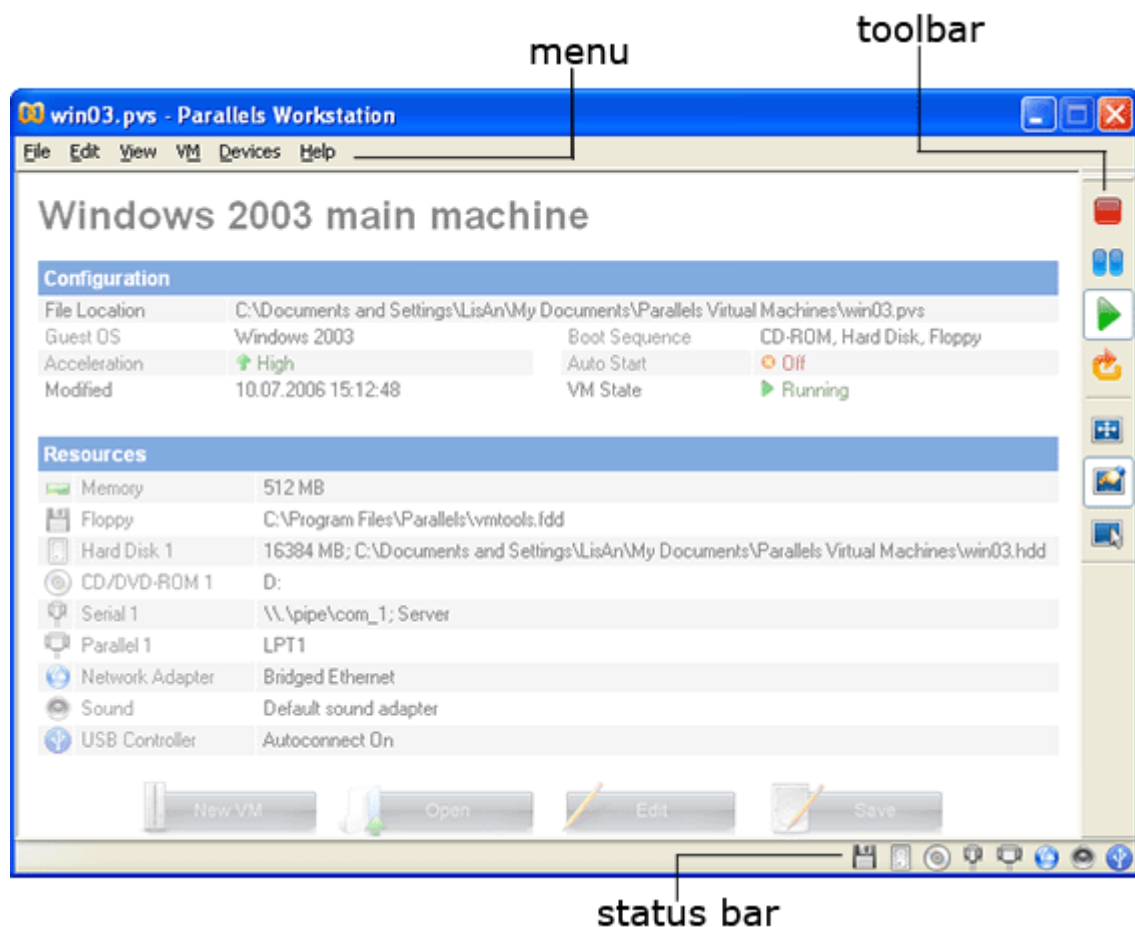 toolbar
menu
win03.pvs - Parallels Workstation
File Edit View VM Devices Help
Windows 2003 main machine
Configuration
File Location C:\Documents and Settings\LisAn\My Documents\Parallels Virtual Machines\win03.pvs
Guest OS Windows 2003 Boot Sequence CD-ROM, Hard Disk, Floppy
Acceleration High Auto Start Off
Modified 10.07.2006 15:12:48 VM State Running
Resources
Memory 512 MB
Floppy C:\Program Files\Parallels\vmtools.fdd
Hard Disk 1 16384 MB; C:\Documents and Settings\LisAn\My Documents\Parallels Virtual Machines\win03.hdd
CD/DVD-ROM 1 D:
Serial 1 \\.\pipe\com_1; Server
Parallel 1 LPT1
Network Adapter Bridged Ethernet
Sound Default sound adapter
USB Controller Autoconnect On
New VM Open Edit Save
status bar